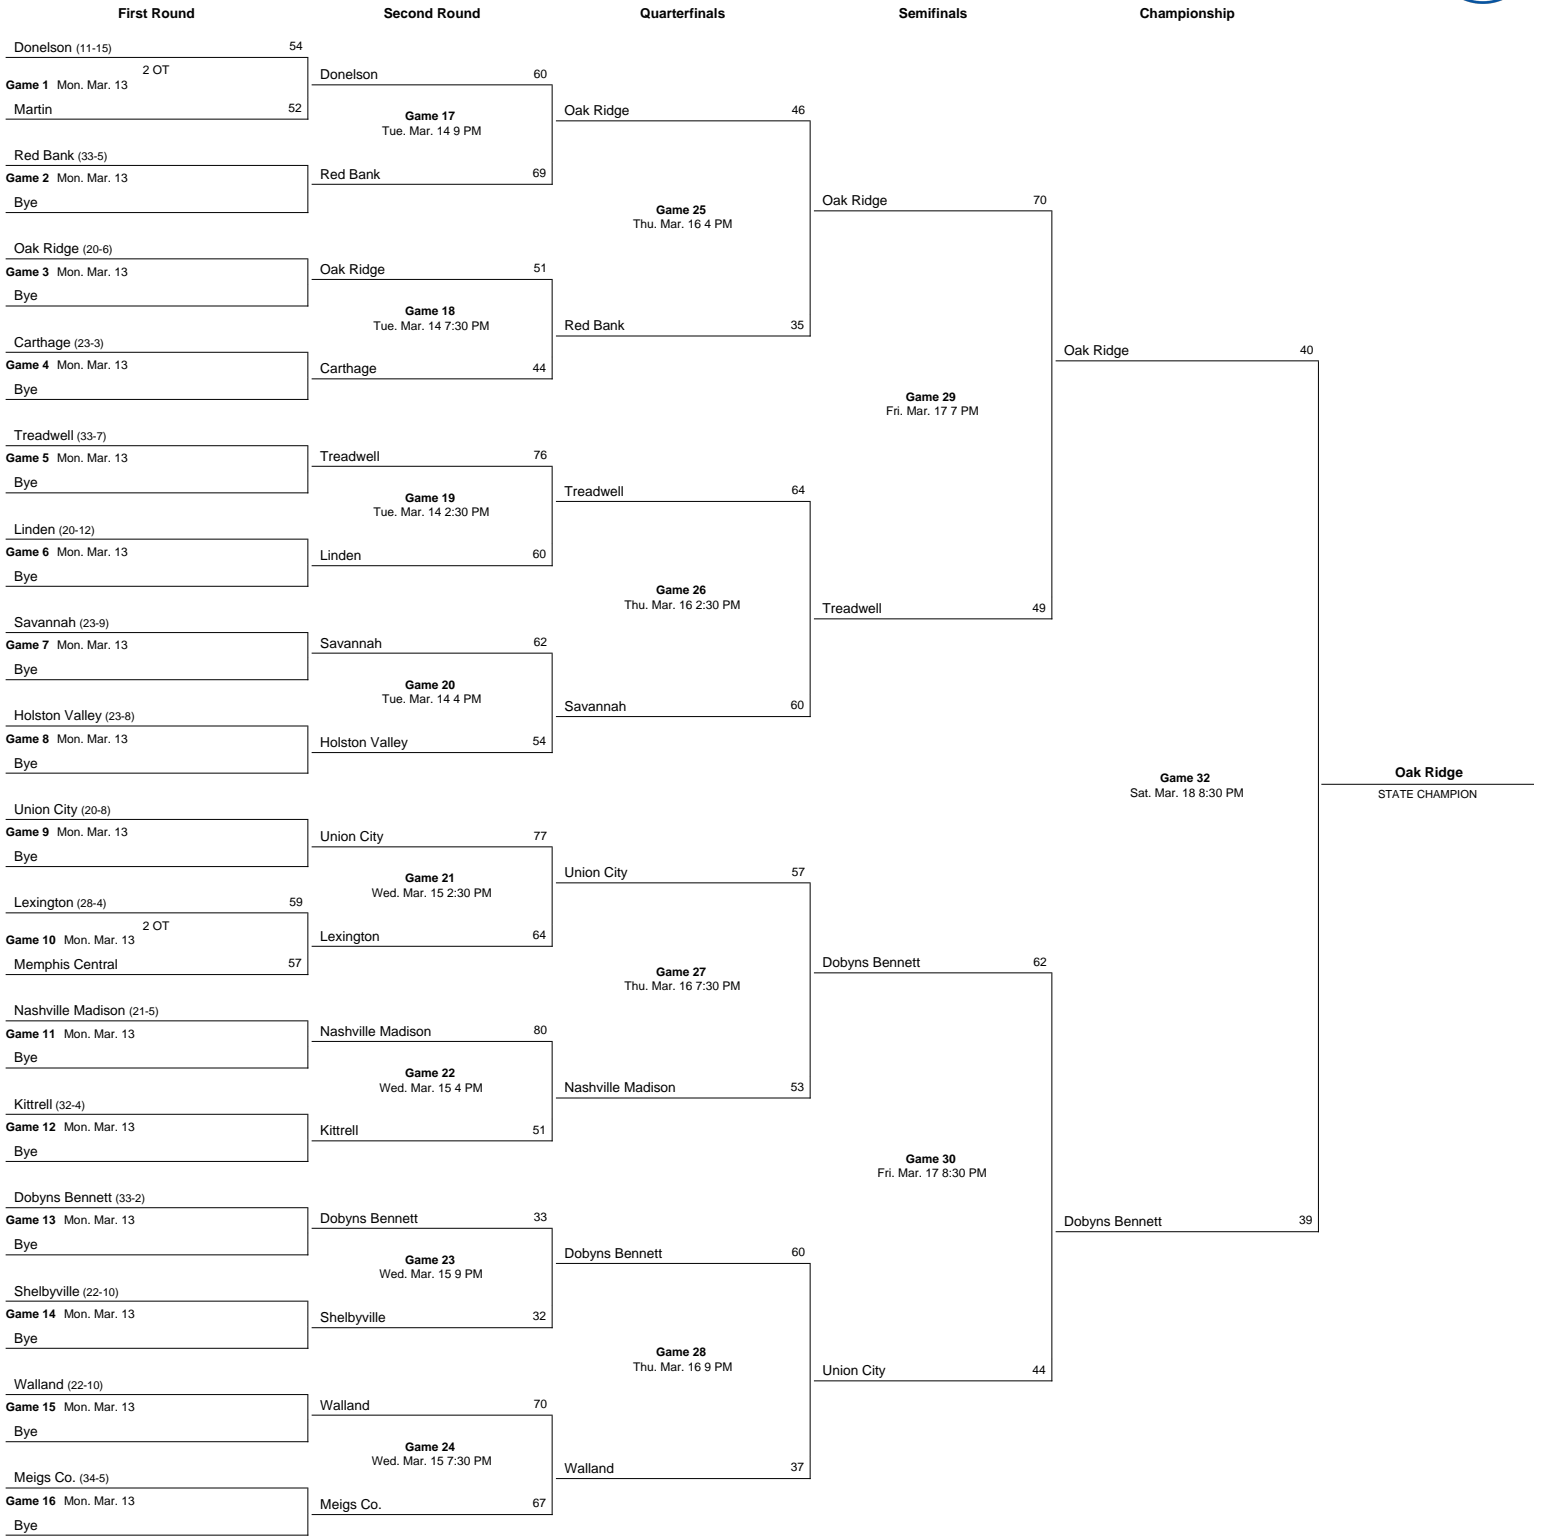 First Round
Second Round
Quarterfinals
Semifinals
Championship
Donelson (11-15) 54
2 OT
Game 1 Mon. Mar. 13
Martin 52
Red Bank (33-5)
Game 2 Mon. Mar. 13
Bye
Oak Ridge (20-6)
Game 3 Mon. Mar. 13
Bye
Carthage (23-3)
Game 4 Mon. Mar. 13
Bye
Treadwell (33-7)
Game 5 Mon. Mar. 13
Bye
Linden (20-12)
Game 6 Mon. Mar. 13
Bye
Savannah (23-9)
Game 7 Mon. Mar. 13
Bye
Holston Valley (23-8)
Game 8 Mon. Mar. 13
Bye
Union City (20-8)
Game 9 Mon. Mar. 13
Bye
Lexington (28-4) 59
2 OT
Game 10 Mon. Mar. 13
Memphis Central 57
Nashville Madison (21-5)
Game 11 Mon. Mar. 13
Bye
Kittrell (32-4)
Game 12 Mon. Mar. 13
Bye
Dobyns Bennett (33-2)
Game 13 Mon. Mar. 13
Bye
Shelbyville (22-10)
Game 14 Mon. Mar. 13
Bye
Walland (22-10)
Game 15 Mon. Mar. 13
Bye
Meigs Co. (34-5)
Game 16 Mon. Mar. 13
Bye
Donelson 60
Game 17
Tue. Mar. 14 9 PM
Red Bank 69
Oak Ridge 51
Game 18
Tue. Mar. 14 7:30 PM
Carthage 44
Treadwell 76
Game 19
Tue. Mar. 14 2:30 PM
Linden 60
Savannah 62
Game 20
Tue. Mar. 14 4 PM
Holston Valley 54
Union City 77
Game 21
Wed. Mar. 15 2:30 PM
Lexington 64
Nashville Madison 80
Game 22
Wed. Mar. 15 4 PM
Kittrell 51
Dobyns Bennett 33
Game 23
Wed. Mar. 15 9 PM
Shelbyville 32
Walland 70
Game 24
Wed. Mar. 15 7:30 PM
Meigs Co. 67
Oak Ridge 46
Game 25
Thu. Mar. 16 4 PM
Red Bank 35
Treadwell 64
Game 26
Thu. Mar. 16 2:30 PM
Savannah 60
Union City 57
Game 27
Thu. Mar. 16 7:30 PM
Nashville Madison 53
Dobyns Bennett 60
Game 28
Thu. Mar. 16 9 PM
Walland 37
Oak Ridge 70
Game 29
Fri. Mar. 17 7 PM
Treadwell 49
Dobyns Bennett 62
Game 30
Fri. Mar. 17 8:30 PM
Union City 44
Oak Ridge 40
Game 32
Sat. Mar. 18 8:30 PM
Dobyns Bennett 39
Oak Ridge
STATE CHAMPION